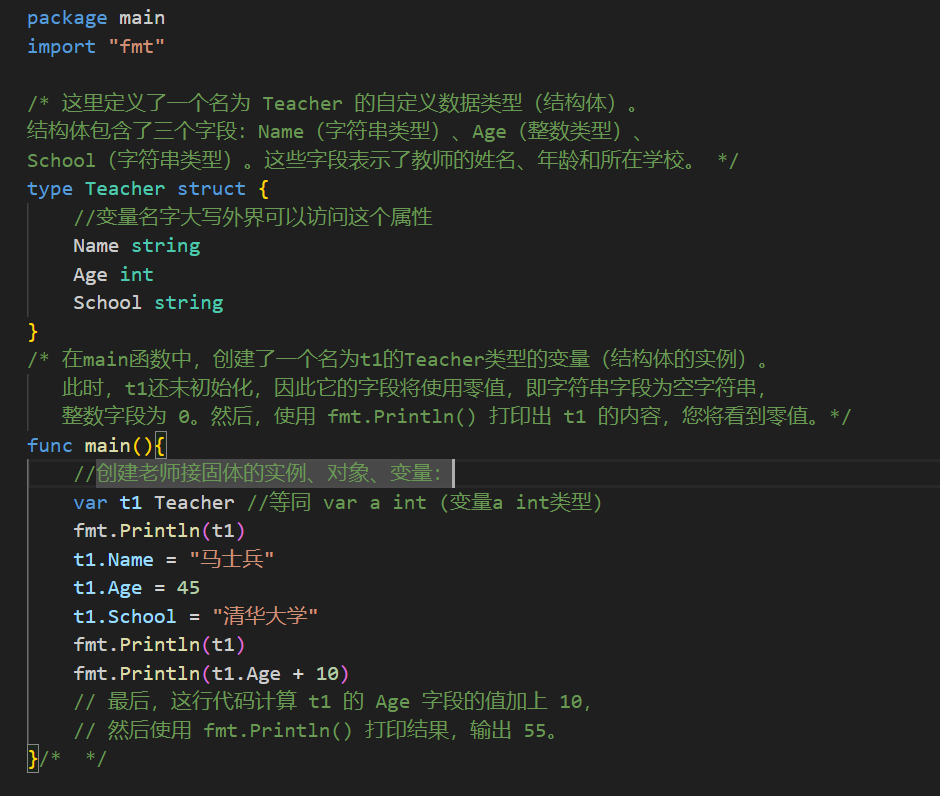 package main
import "fmt"
/* 这里定义了一个名为 Teacher 的自定义数据类型（结构体）。
结构体包含了三个字段：Name（字符串类型）、Age（整数类型）、
School（字符串类型）。这些字段表示了教师的姓名、年龄和所在学校。 */
type Teacher struct {
    //变量名字大写外界可以访问这个属性
    Name string
    Age int
    School string
}
/* 在main函数中，创建了一个名为t1的Teacher类型的变量（结构体的实例）。
   此时，t1还未初始化，因此它的字段将使用零值，即字符串字段为空字符串，
   整数字段为 0。然后，使用 fmt.Println() 打印出 t1 的内容，您将看到零值。*/
func main(){
    //创建老师接固体的实例、对象、变量：
    var t1 Teacher //等同 var a int (变量a int类型)
    fmt.Println(t1)
    t1.Name = "马士兵"
    t1.Age = 45
    t1.School = "清华大学"
    fmt.Println(t1)
    fmt.Println(t1.Age + 10)
    // 最后，这行代码计算 t1 的 Age 字段的值加上 10，
    // 然后使用 fmt.Println() 打印结果，输出 55。
}/*  */